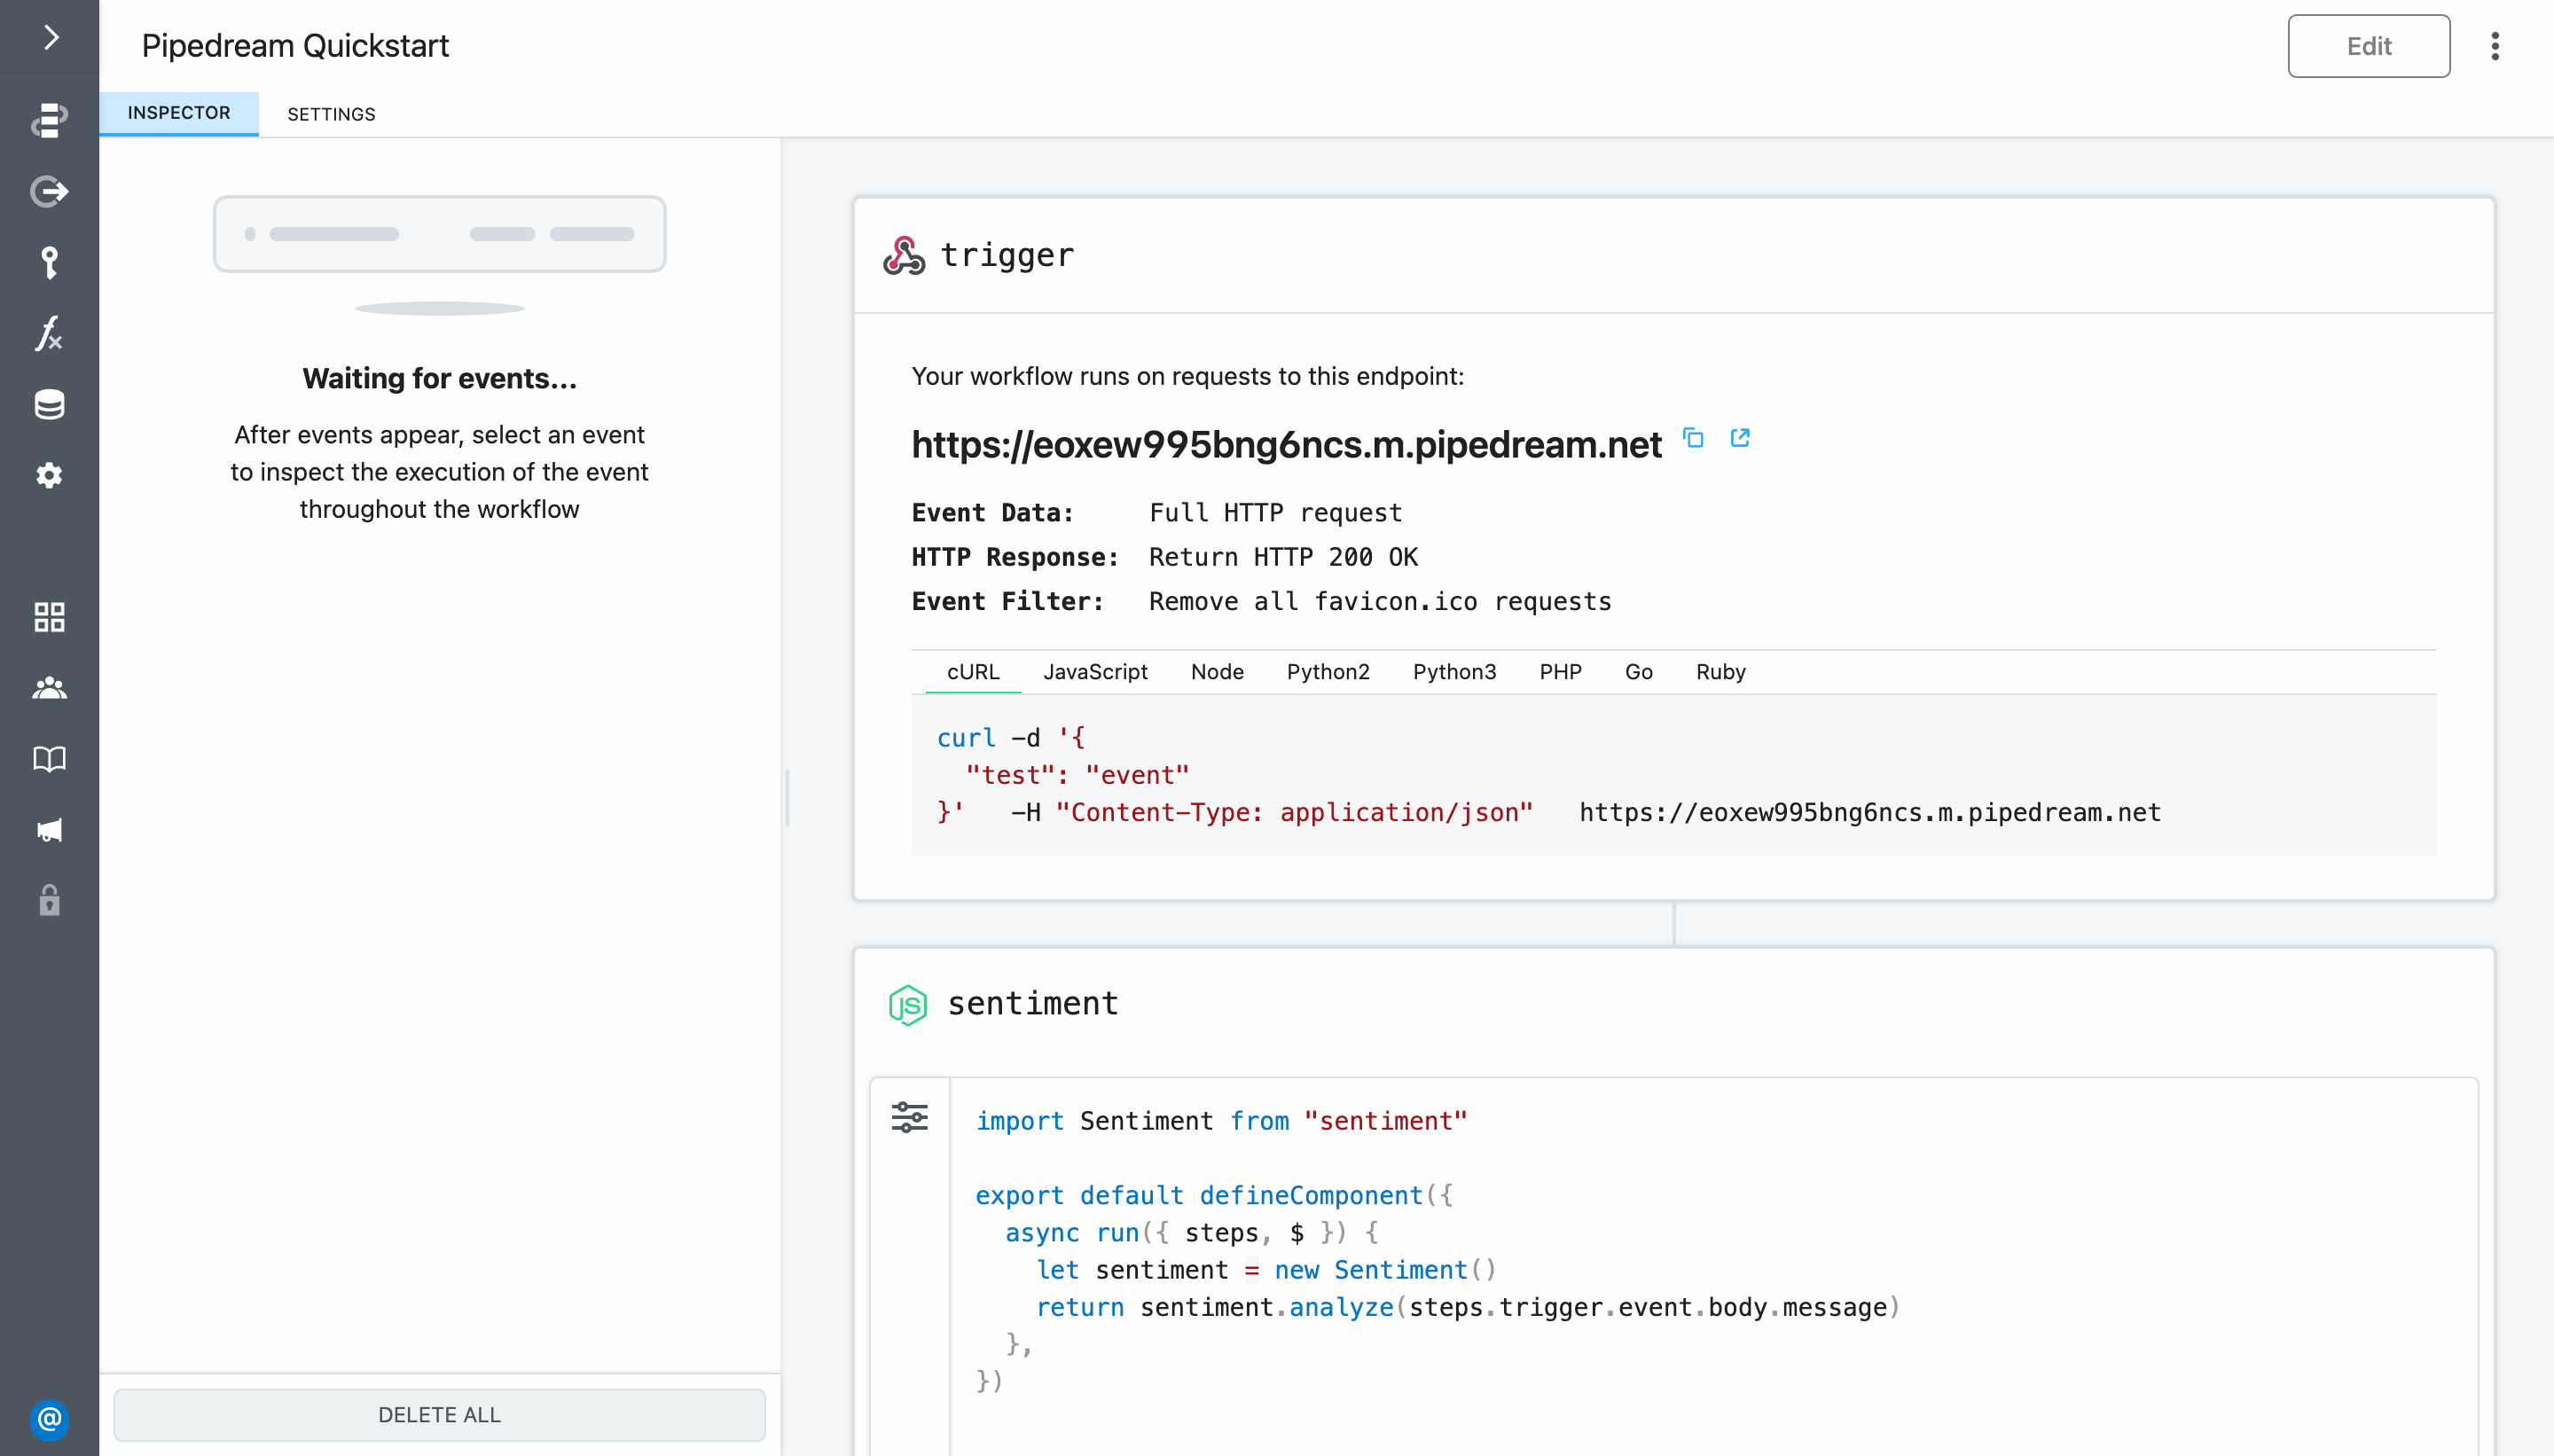 Pipedream Quickstart
Edit
INSPECTOR
SETTINGS
Waiting for events...
After events appear, select an event
to inspect the execution of the event
throughout the workflow
DELETE ALL
@
trigger
Your workflow runs on requests to this endpoint:
https://eoxew995bng6ncs.m.pipedream.net
Event Data: Full HTTP request
HTTP Response: Return HTTP 200 OK
Event Filter: Remove all favicon.ico requests
cURL JavaScript Node Python2 Python3 PHP Go Ruby
curl -d '{
  "test": "event"
}'   -H "Content-Type: application/json"   https://eoxew995bng6ncs.m.pipedream.net
JS sentiment
import Sentiment from "sentiment"
export default defineComponent({
  async run({ steps, $ }) {
    let sentiment = new Sentiment()
    return sentiment.analyze(steps.trigger.event.body.message)
  },
})